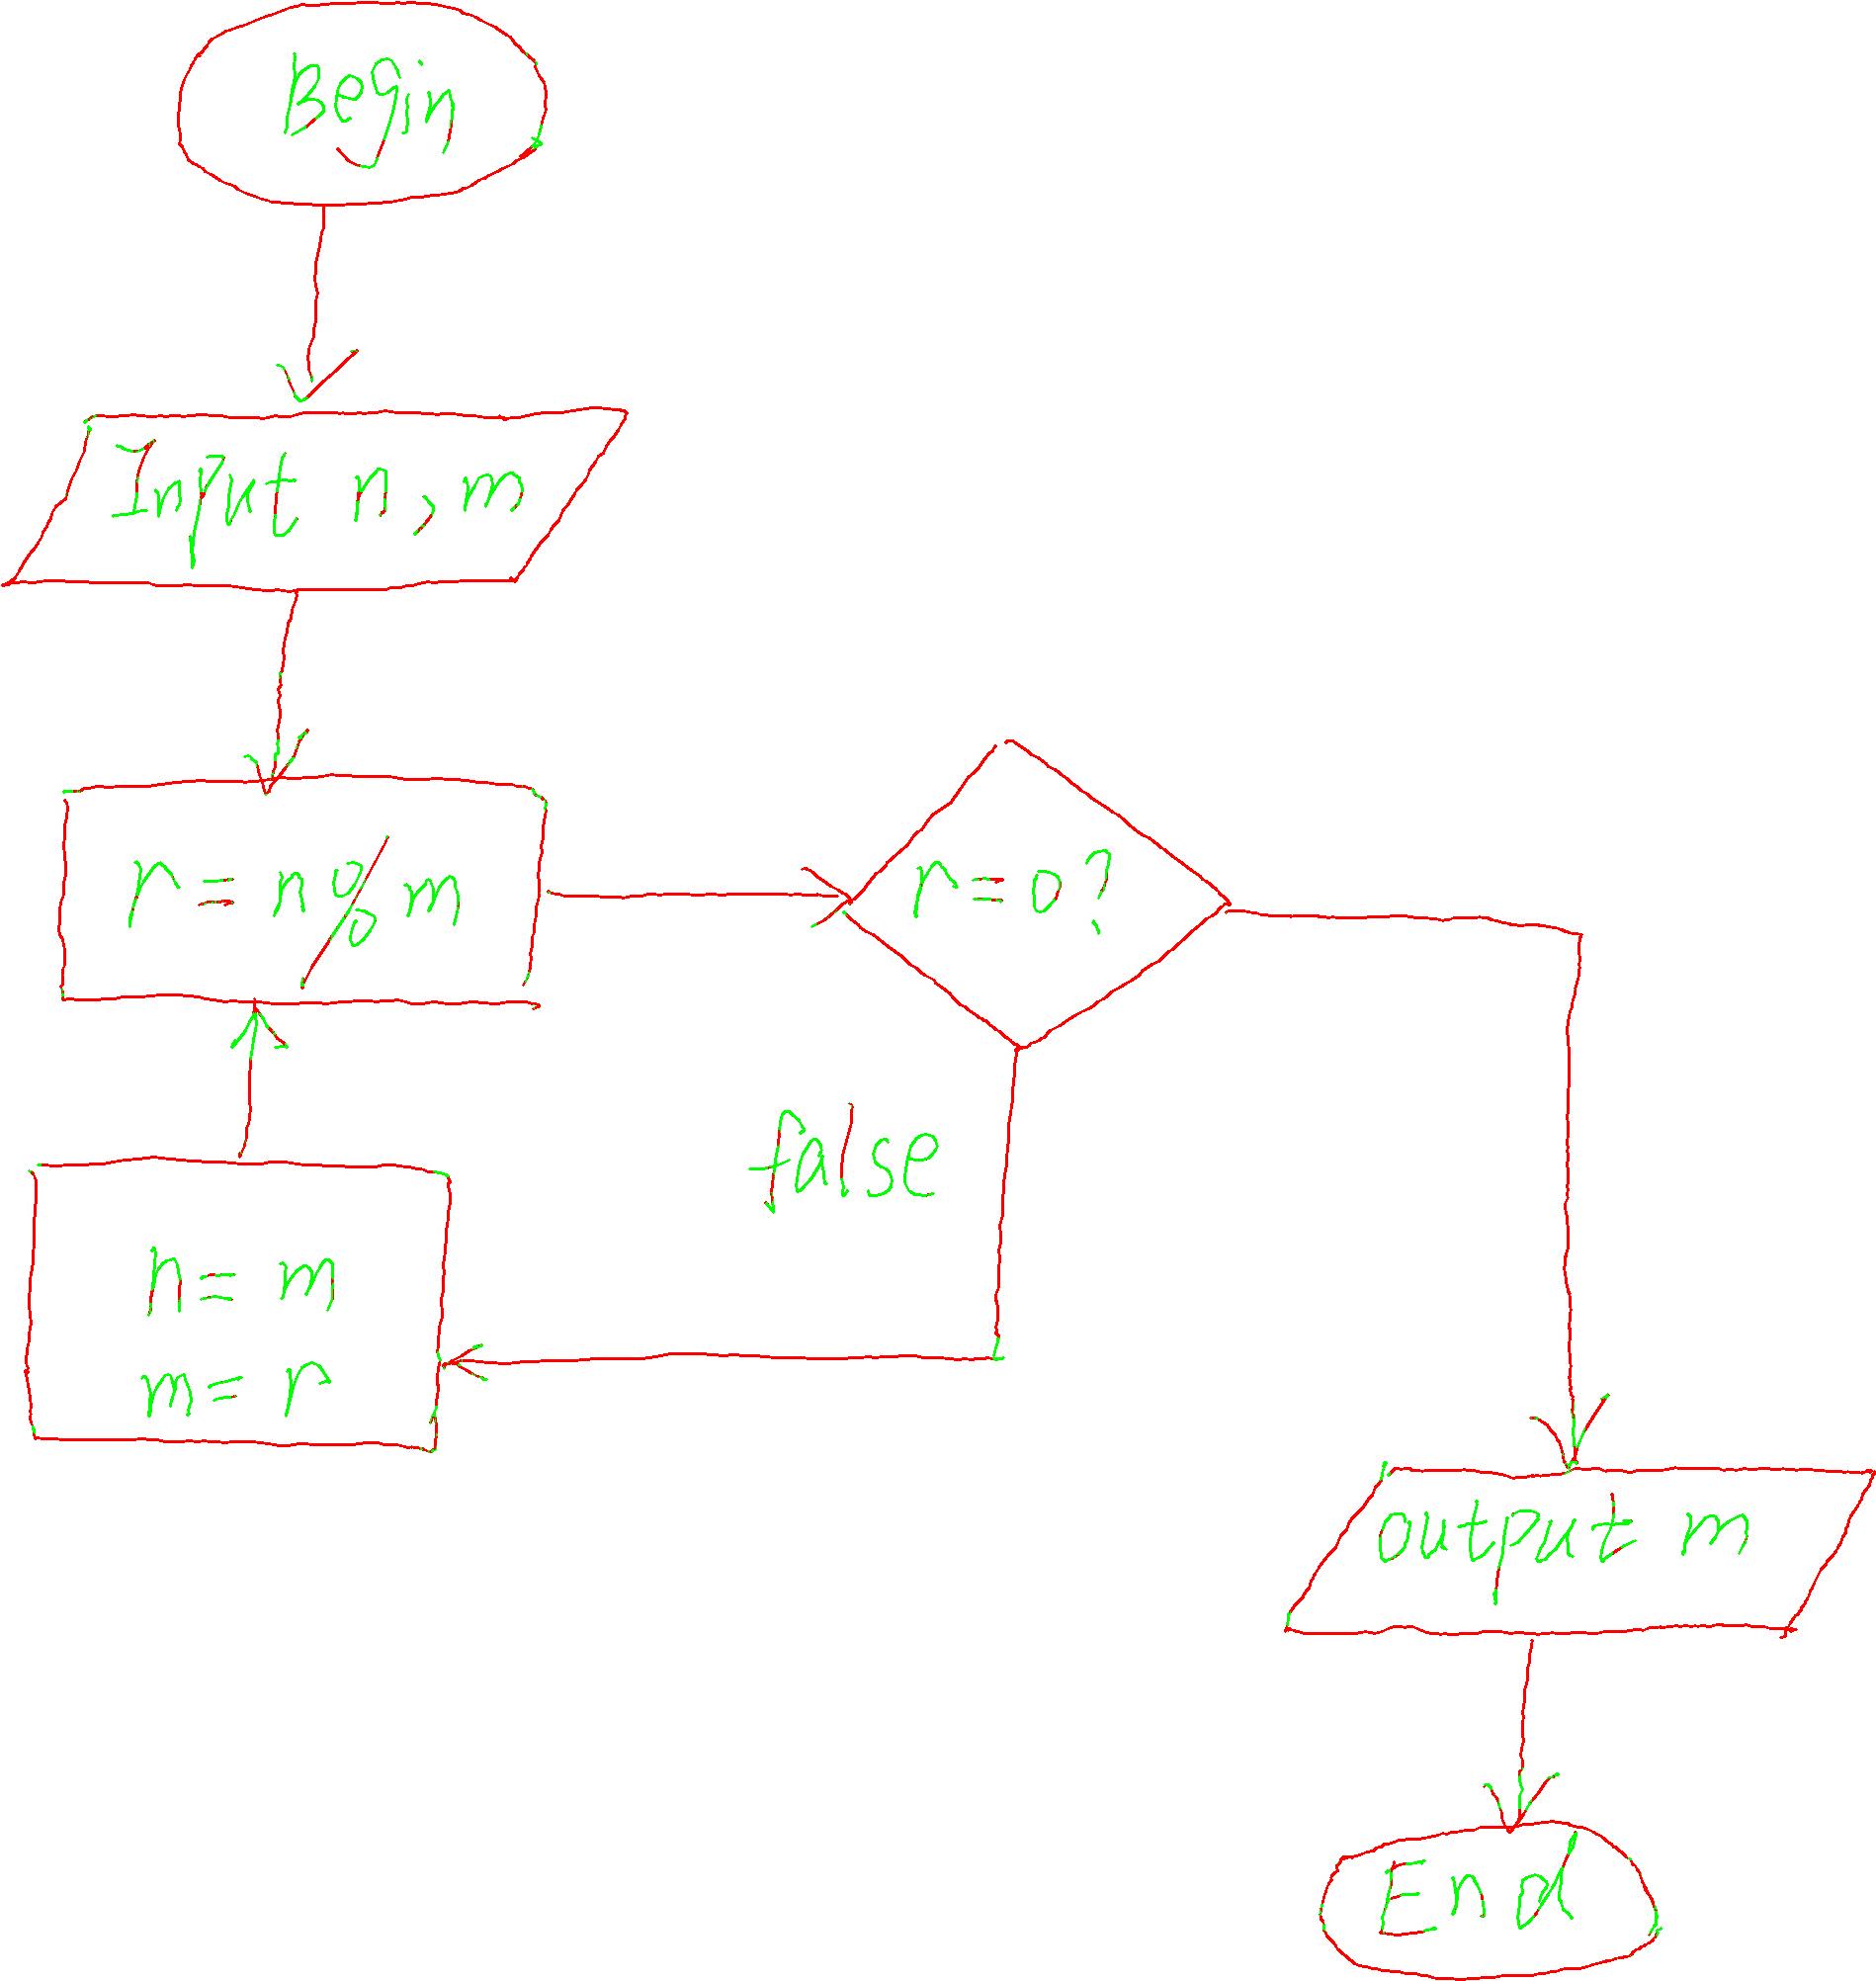 Begin
Input n, m
r = n % m
r = 0 ?
false
n = m
m = r
output m
End